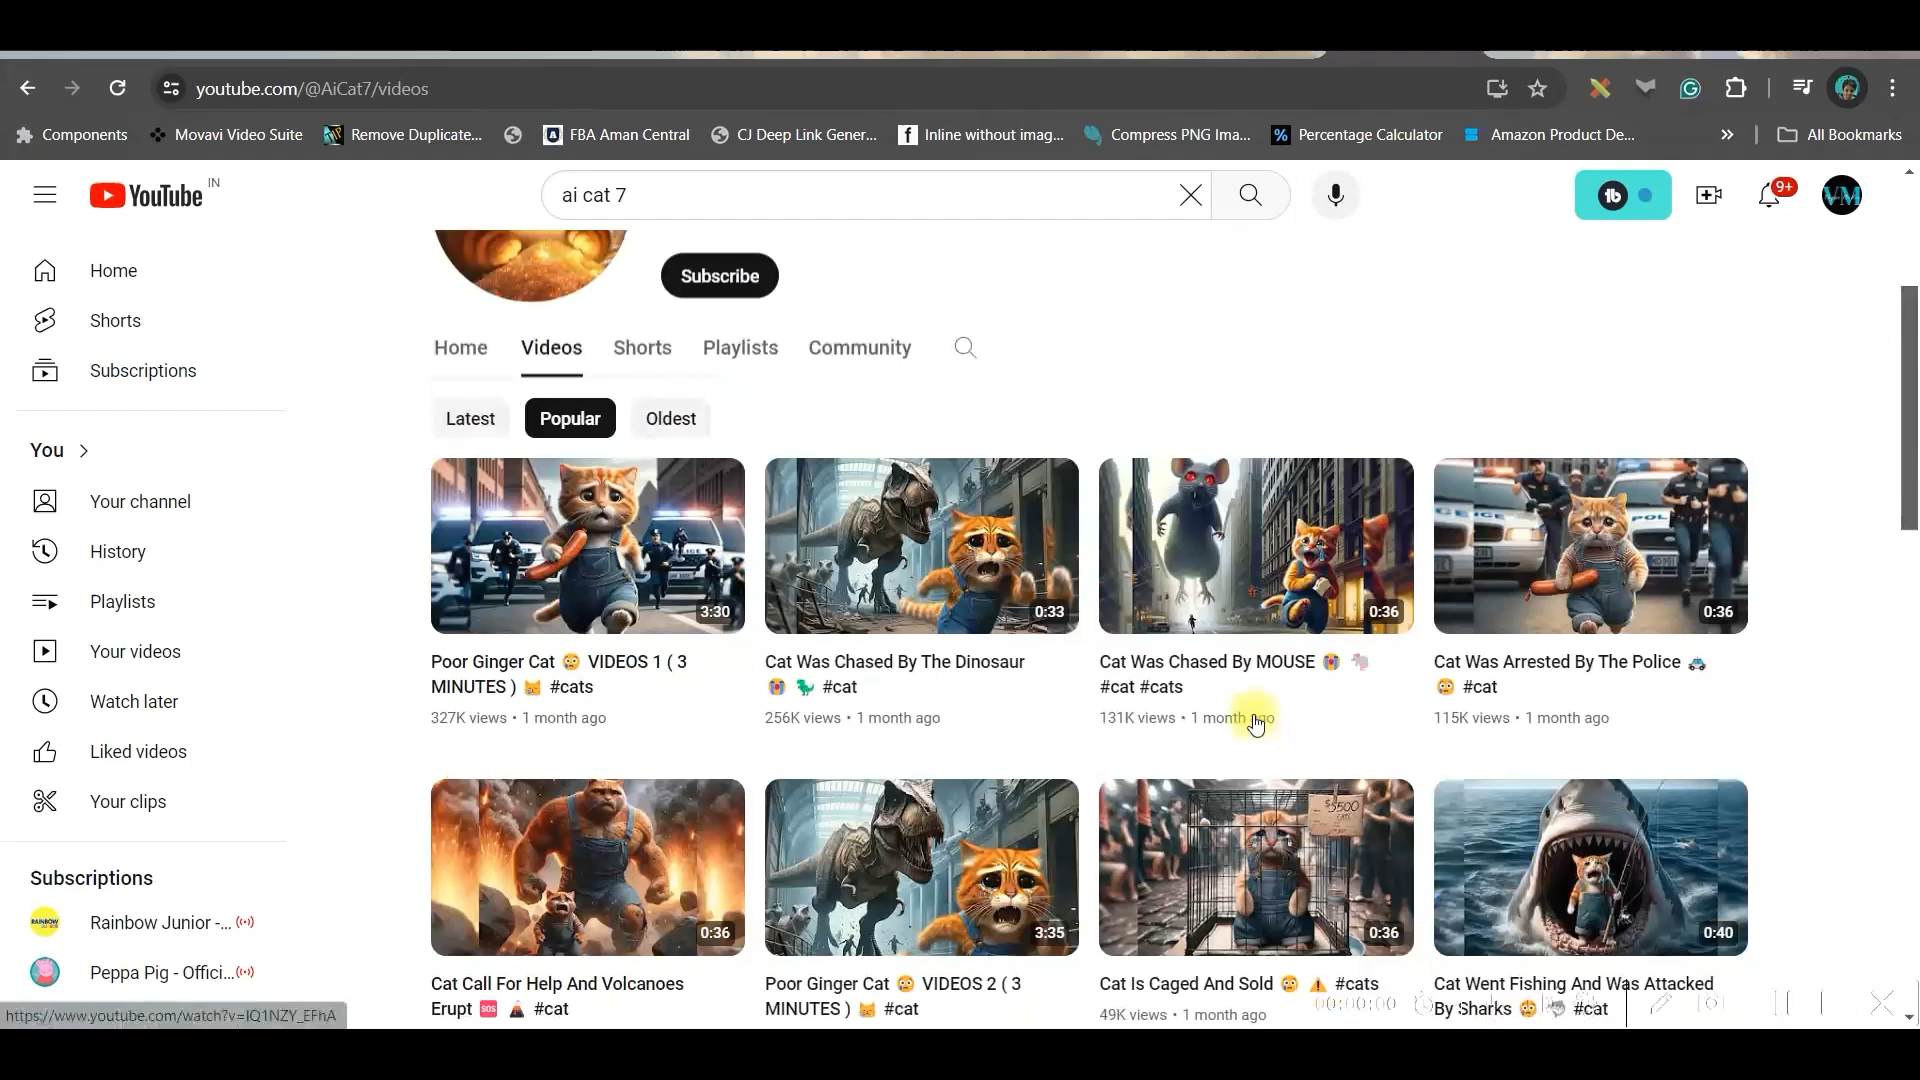 youtube.com/@AiCat7/videos
Components
Movavi Video Suite
Remove Duplicate...
FBA Aman Central
CJ Deep Link Gener...
Inline without imag...
Compress PNG Ima...
Percentage Calculator
Amazon Product De...
All Bookmarks
YouTube IN
ai cat 7
9+
VM
Home
Shorts
Subscriptions
You
Your channel
History
Playlists
Your videos
Watch later
Liked videos
Your clips
Subscriptions
Rainbow Junior -...
Peppa Pig - Offici...
https://www.youtube.com/watch?v=IQ1NZY_EFhA
Subscribe
Home Videos Shorts Playlists Community
Latest Popular Oldest
3:30
Poor Ginger Cat 😳 VIDEOS 1 ( 3
MINUTES ) 😿 #cats
327K views • 1 month ago
0:33
Cat Was Chased By The Dinosaur
😭 🦖 #cat
256K views • 1 month ago
0:36
Cat Was Chased By MOUSE 😭 🐁
#cat #cats
131K views • 1 month ago
0:36
Cat Was Arrested By The Police 🚓
😳 #cat
115K views • 1 month ago
0:36
Cat Call For Help And Volcanoes
Erupt 🆘 🌋 #cat
3:35
Poor Ginger Cat 😳 VIDEOS 2 ( 3
MINUTES ) 😿 #cat
$5500
0:36
Cat Is Caged And Sold 😳 ⚠️ #cats
49K views • 1 month ago
0:40
Cat Went Fishing And Was Attacked
By Sharks 😳 🦈 #cat
00:00:00